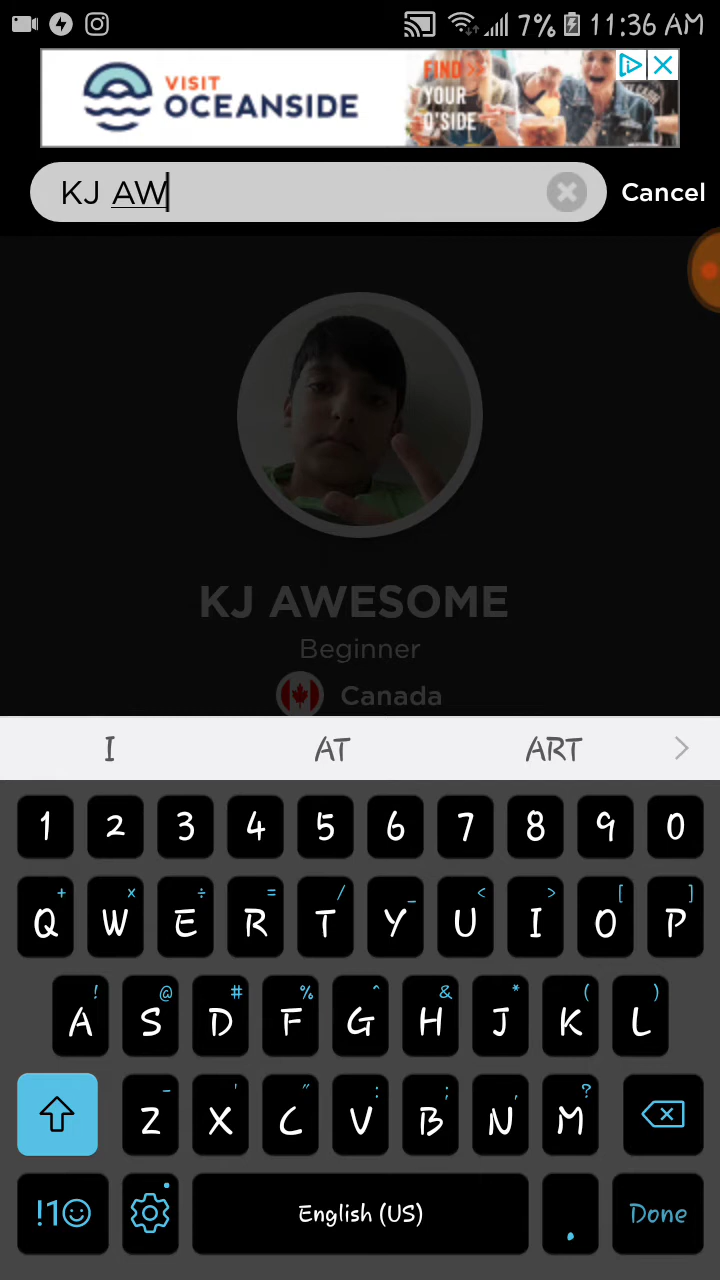 7% 11:36 AM
VISIT
OCEANSIDE
FIND >>
YOUR
O'SIDE
KJ AW
Cancel
KJ AWESOME
Beginner
Canada
I AT ART >
1 2 3 4 5 6 7 8 9 0
+ × ÷ = / _ < > [ ]
Q W E R T Y U I O P
! @ # % ^ & * ( )
A S D F G H J K L
- ' " : ; , ?
Z X C V B N M
!1☺ English (US) . Done